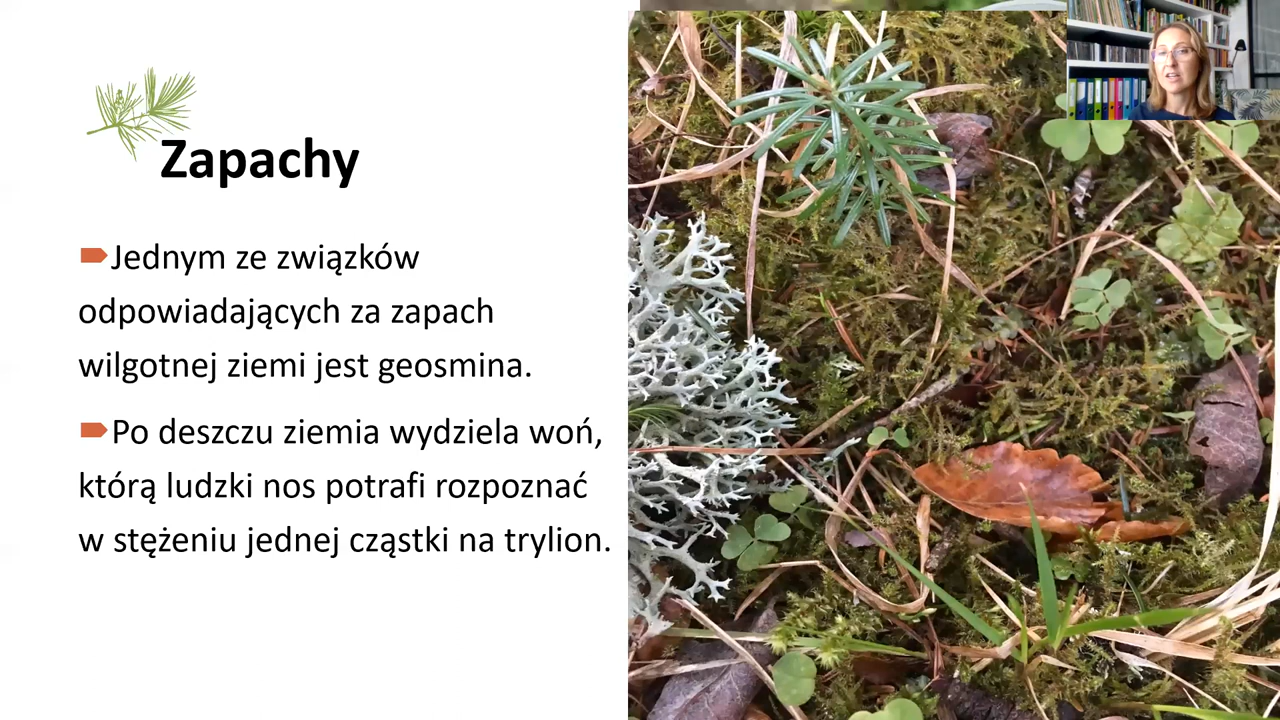 Zapachy
Jednym ze związków
odpowiadających za zapach
wilgotnej ziemi jest geosmina.
Po deszczu ziemia wydziela woń,
którą ludzki nos potrafi rozpoznać
w stężeniu jednej cząstki na trylion.